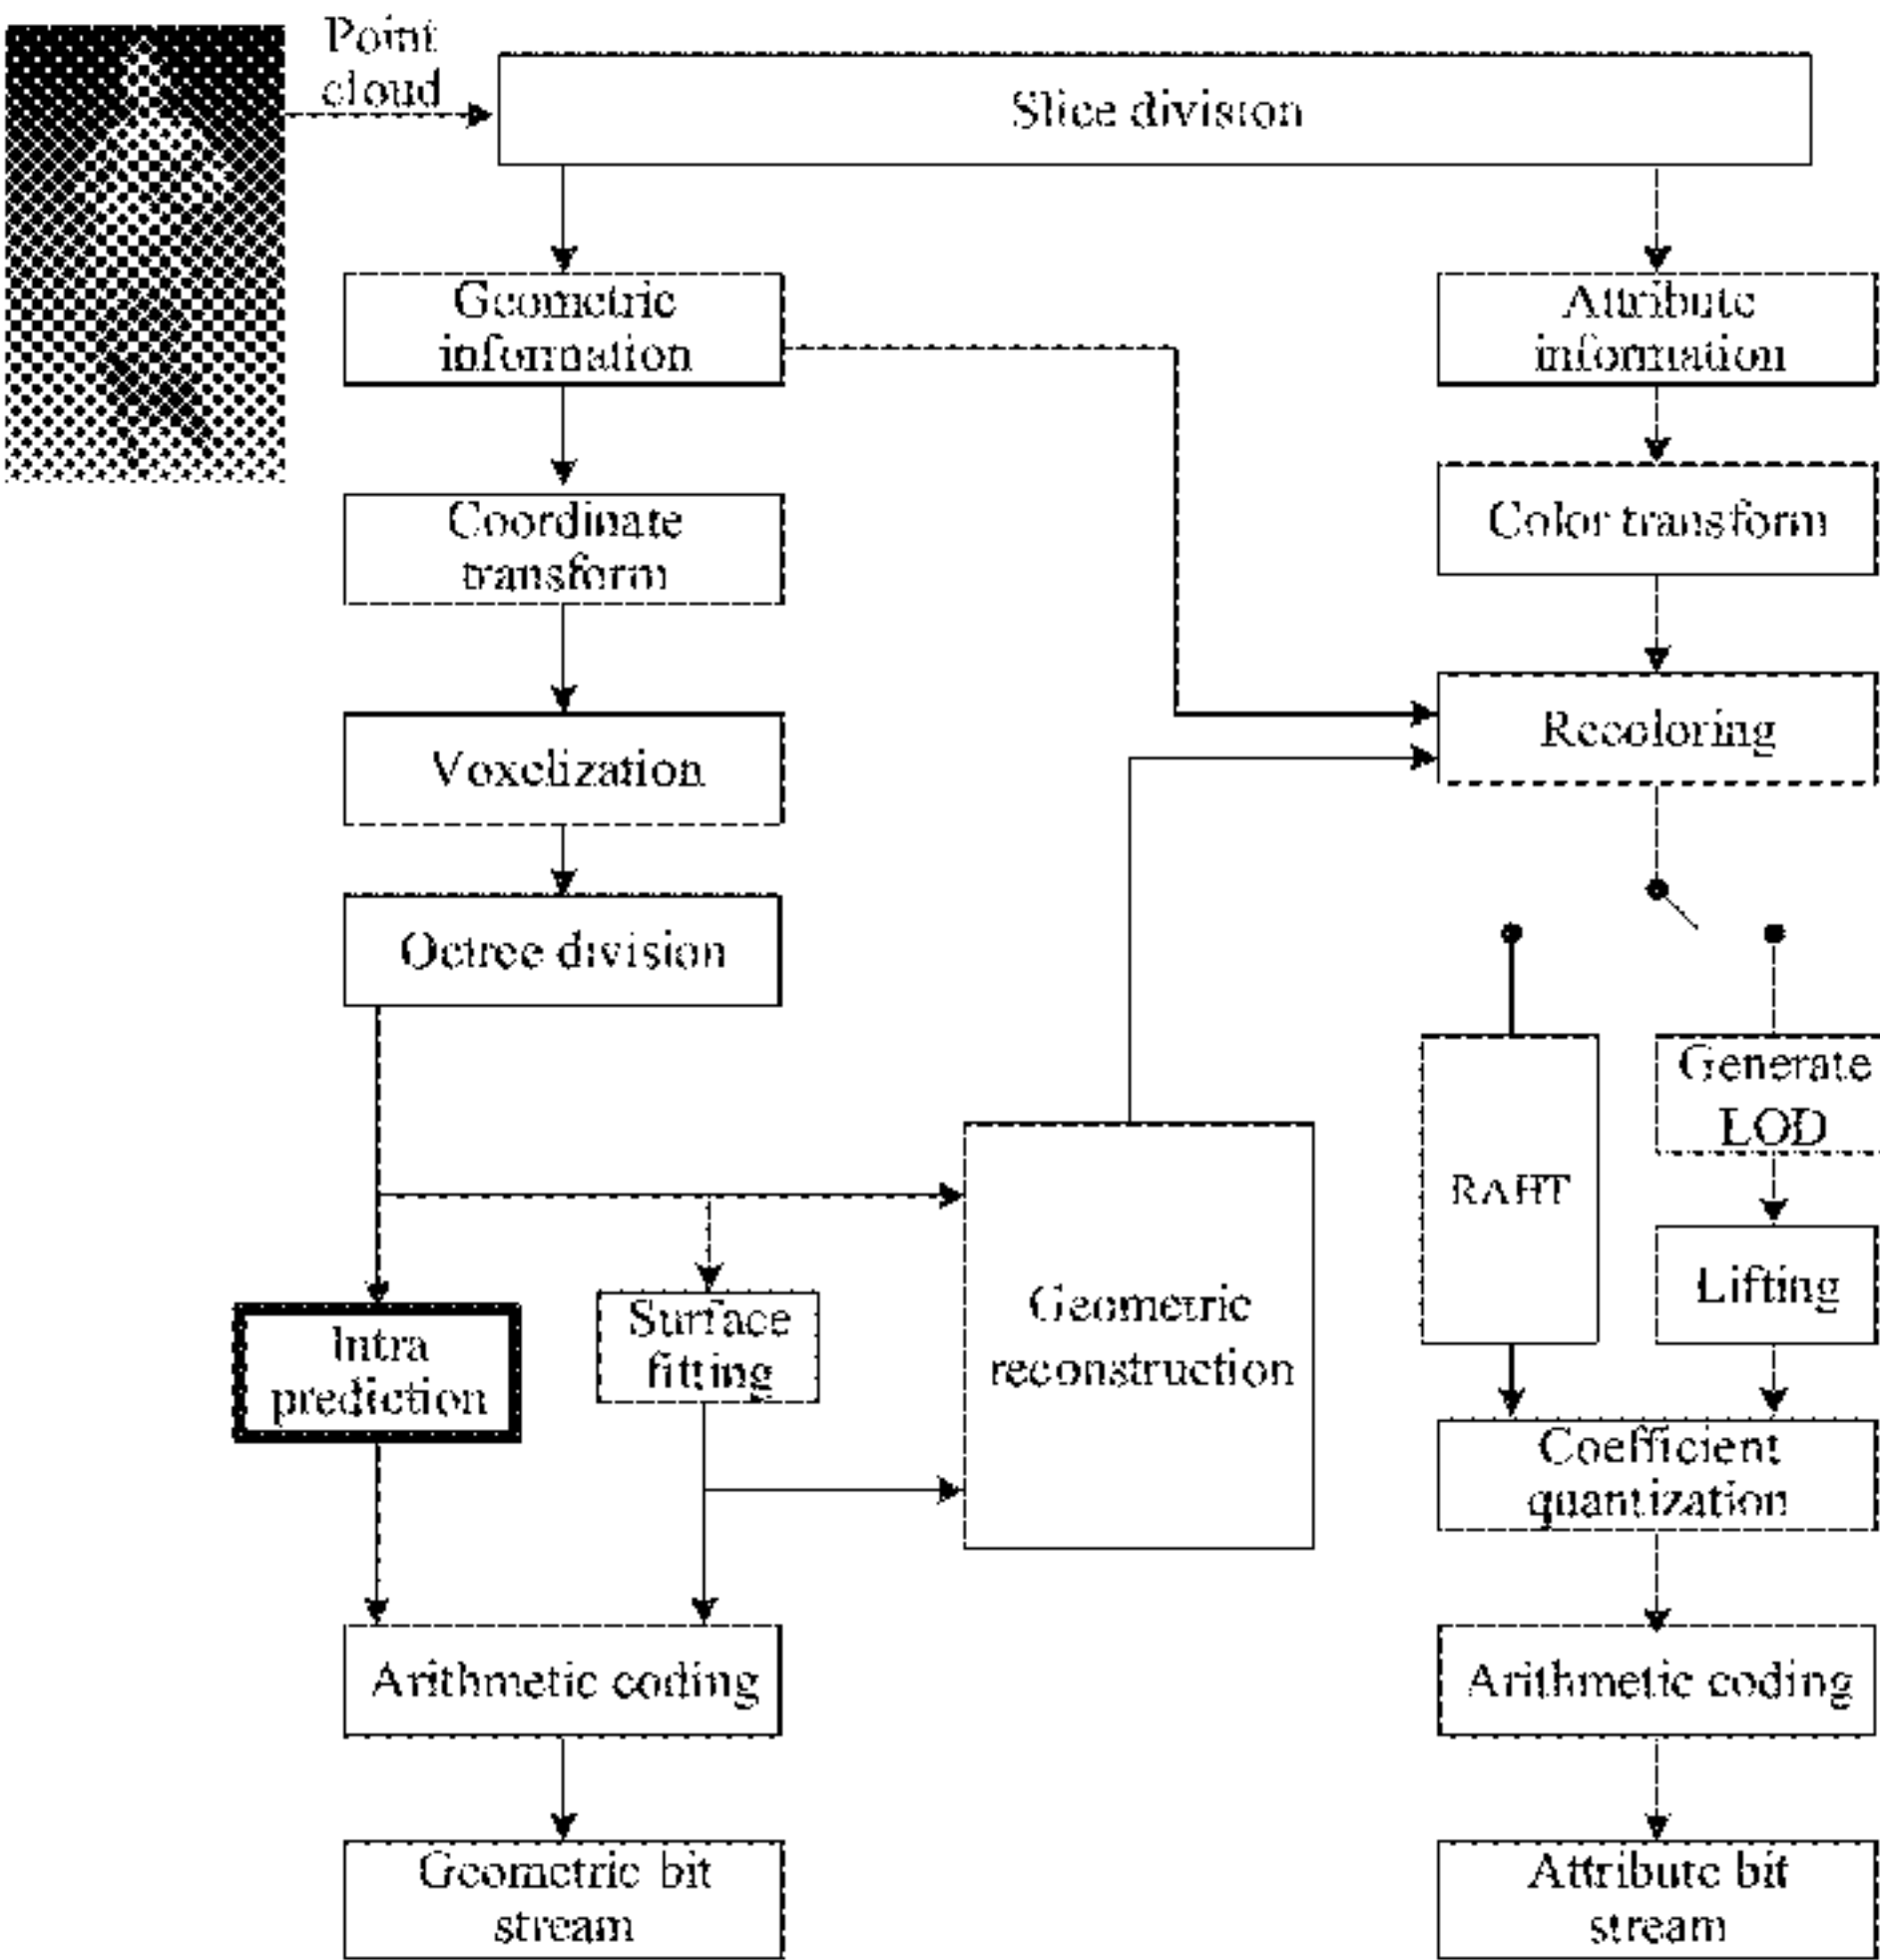 Point
cloud
Slice division
Geometric
information
Attribute
information
Coordinate
transform
Color transform
Voxelization
Recoloring
Octree division
Generate
LOD
RAHT
Lifting
Intra
prediction
Surface
fitting
Geometric
reconstruction
Coefficient
quantization
Arithmetic coding
Arithmetic coding
Geometric bit
stream
Attribute bit
stream